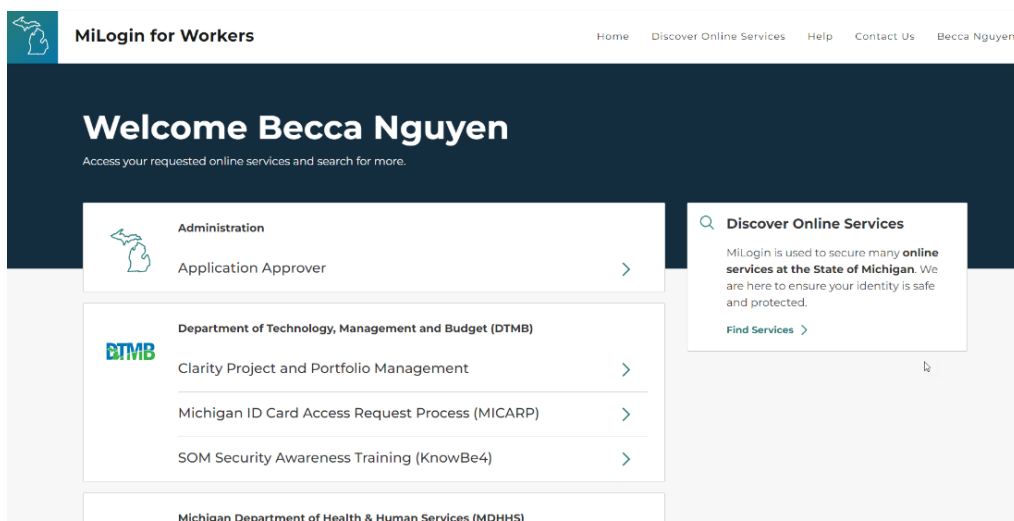 MiLogin for Workers
Home Discover Online Services Help Contact Us Becca Nguyen
Welcome Becca Nguyen
Access your requested online services and search for more.
Administration
Application Approver
Department of Technology, Management and Budget (DTMB)
DTMB
Clarity Project and Portfolio Management
Michigan ID Card Access Request Process (MICARP)
SOM Security Awareness Training (KnowBe4)
Michigan Department of Health & Human Services (MDHHS)
Discover Online Services
MiLogin is used to secure many online
services at the State of Michigan. We
are here to ensure your identity is safe
and protected.
Find Services